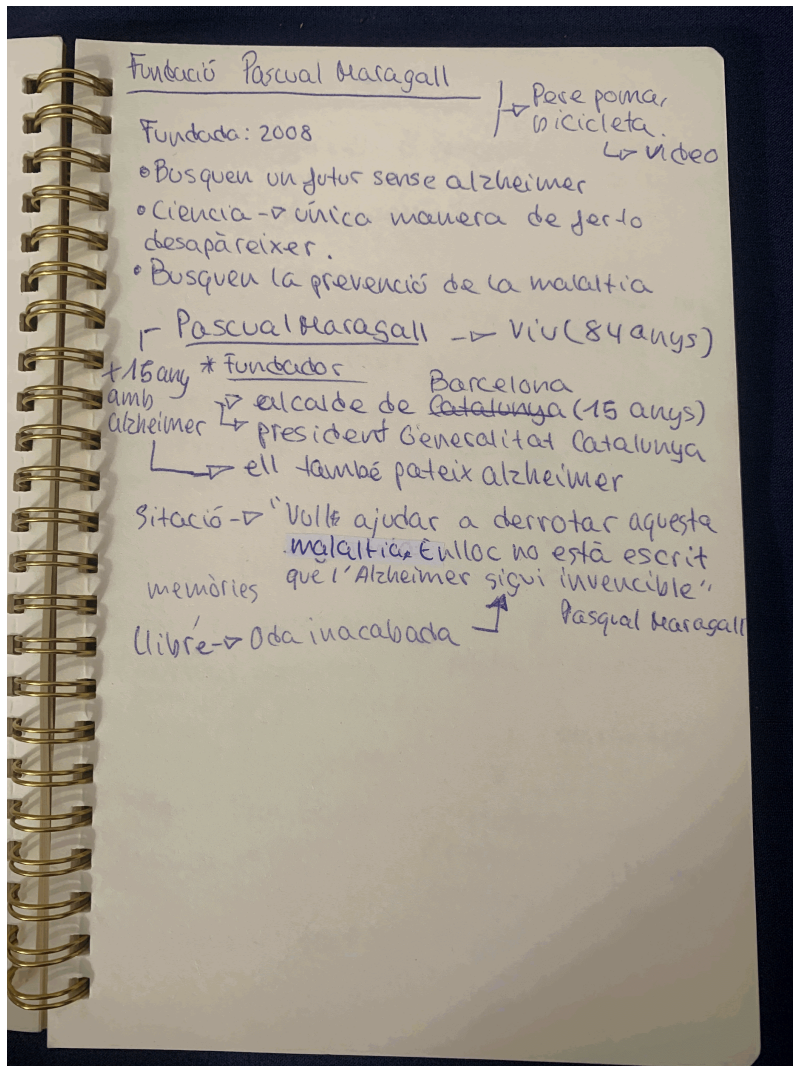 Fundació Pascual Maragall
Pere poma,
bicicleta.
↳ video
Fundada: 2008
• Busquen un futur sense alzheimer
• Ciencia → única manera de fer-lo
desapàreixer.
• Busquen la prevenció de la malaltia
Pascual Maragall → Viu (84 anys)
+15 any
amb
alzheimer
* Fundador
Barcelona
→ alcalde de Catalunya (15 anys)
↳ president Generalitat Catalunya
→ ell també pateix alzheimer
Sitació → "Vull ajudar a derrotar aquesta
malaltia. Enlloc no està escrit
que l'Alzheimer sigui invencible"
Pasqual Maragall
memòries
Llibre → Oda inacabada